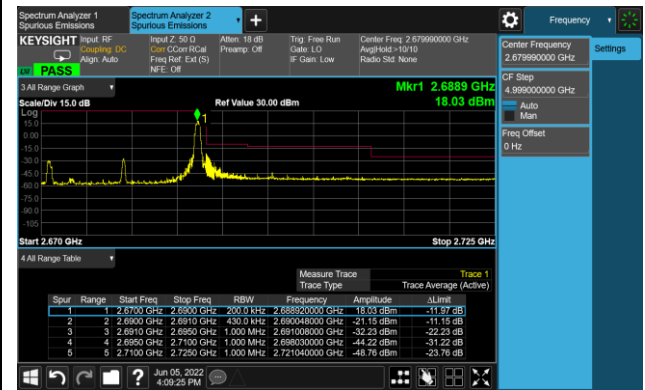 Spectrum Analyzer 1
Spurious Emissions
Spectrum Analyzer 2
Spurious Emissions
Frequency
KEYSIGHT
Input: RF
Coupling: DC
Align: Auto
Input Z: 50 Ω
Corr CCorr RCal
Freq Ref: Ext (S)
NFE: Off
Atten: 18 dB
Preamp: Off
Trig: Free Run
Gate: LO
IF Gain: Low
Center Freq: 2.679990000 GHz
Avg|Hold:>10/10
Radio Std: None
PASS
Center Frequency
2.679990000 GHz
Settings
CF Step
4.999000000 GHz
Auto
Man
Freq Offset
0 Hz
3 All Range Graph
Mkr1 2.6889 GHz
18.03 dBm
Scale/Div 15.0 dB
Ref Value 30.00 dBm
Log
15.0
0.00
-15.0
-30.0
-45.0
-60.0
-75.0
-90.0
-105
1
Start 2.670 GHz
Stop 2.725 GHz
4 All Range Table
Measure Trace Trace 1
Trace Type Trace Average (Active)
Spur Range Start Freq Stop Freq RBW Frequency Amplitude ΔLimit
1 1 2.6700 GHz 2.6900 GHz 200.0 kHz 2.688920000 GHz 18.03 dBm -11.97 dB
2 2 2.6900 GHz 2.6910 GHz 430.0 kHz 2.690048000 GHz -21.15 dBm -11.15 dB
3 3 2.6910 GHz 2.6950 GHz 1.000 MHz 2.691008000 GHz -32.23 dBm -22.23 dB
4 4 2.6950 GHz 2.7100 GHz 1.000 MHz 2.698030000 GHz -44.22 dBm -31.22 dB
5 5 2.7100 GHz 2.7250 GHz 1.000 MHz 2.721040000 GHz -48.76 dBm -23.76 dB
Jun 05, 2022
4:09:25 PM